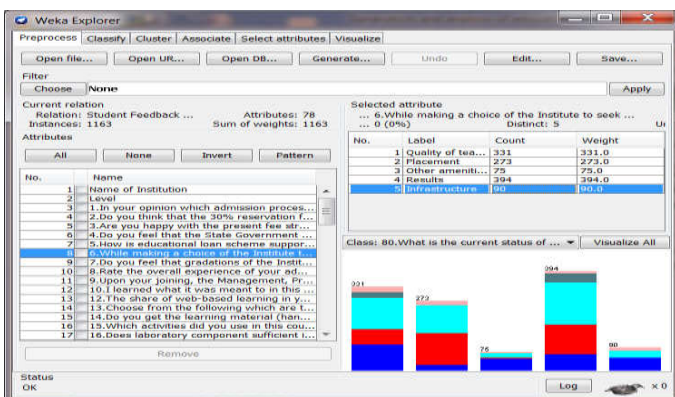 Weka Explorer
Preprocess Classify Cluster Associate Select attributes Visualize
Open file... Open UR... Open DB... Gene­rate... Undo Edit... Save...
Filter
Choose None Apply
Current relation
Relation: Student Feedback ... Attributes: 78
Instances: 1163 Sum of weights: 1163
Attributes
All None Invert Pattern
No. Name
1 Name of Institution
2 Level
3 1.In your opinion which admission proces...
4 2.Do you think that the 30% reservation f...
5 3.Are you happy with the present fee str...
6 4.Do you feel that the State Government ...
7 5.How is educational loan scheme suppor...
8 6.While making a choice of the Institute t...
9 7.Do you feel that gradations of the Instit...
10 8.Rate the overall experience of your ad...
11 9.Upon your joining, the Management, Pr...
12 10.I learned what it was meant to in this ...
13 12.The share of web-based learning in y...
14 13.Choose from the following which are t...
15 14.Do you get the learning material (han...
16 15.Which activities did you use in this cou...
17 16.Does laboratory component sufficient i...
Remove
Selected attribute
... 6.While making a choice of the Institute to seek ...
... 0 (0%) Distinct: 5
No. Label Count Weight
1 Quality of tea... 331 331.0
2 Placement 273 273.0
3 Other ameniti... 75 75.0
4 Results 394 394.0
5 Infrastructure 90 90.0
Class: 80.What is the current status of ... Visualize All
331
273
75
394
90
Status
OK
Log x 0